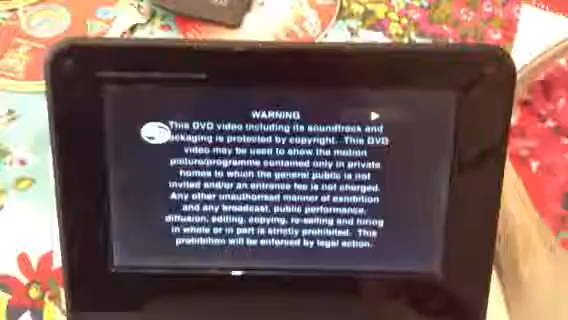 WARNING
This DVD video including its soundtrack and
packaging is protected by copyright. This DVD
video may be used to show the motion
picture/programme contained only in private
homes to which the general public is not
invited and/or an entrance fee is not charged.
Any other unauthorised manner of exhibition
and any broadcast, public performance,
diffusion, editing, copying, re-selling and hiring
in whole or in part is strictly prohibited. This
prohibition will be enforced by legal action.